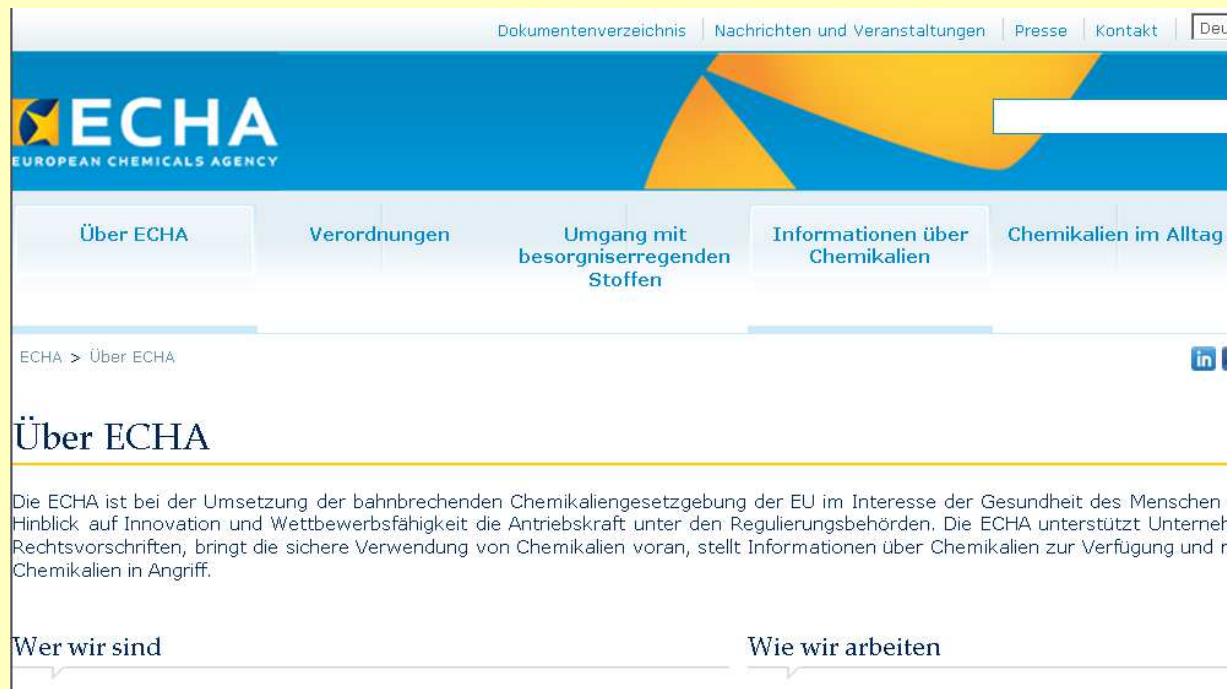 Dokumentenverzeichnis Nachrichten und Veranstaltungen Presse Kontakt
ECHA
EUROPEAN CHEMICALS AGENCY
Über ECHA Verordnungen Umgang mit besorgniserregenden Stoffen Informationen über Chemikalien Chemikalien im Alltag
ECHA > Über ECHA
in
Über ECHA
Die ECHA ist bei der Umsetzung der bahnbrechenden Chemikaliengesetzgebung der EU im Interesse der Gesundheit des Menschen
Hinblick auf Innovation und Wettbewerbsfähigkeit die Antriebskraft unter den Regulierungsbehörden. Die ECHA unterstützt
Rechtsvorschriften, bringt die sichere Verwendung von Chemikalien voran, stellt Informationen über Chemikalien zur Verfügung und
Chemikalien in Angriff.
Wer wir sind Wie wir arbeiten